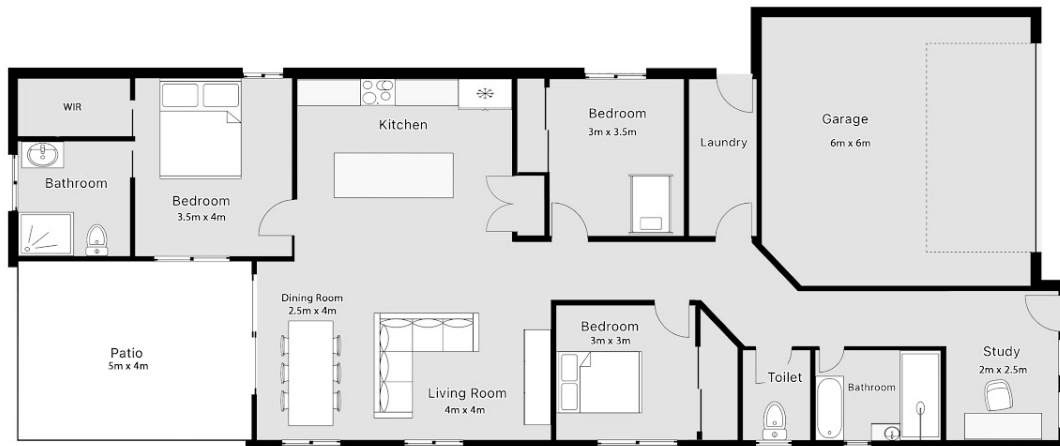 WIR
Bathroom
Bedroom
3.5m x 4m
Kitchen
Bedroom
3m x 3.5m
Laundry
Garage
6m x 6m
Patio
5m x 4m
Dining Room
2.5m x 4m
Living Room
4m x 4m
Bedroom
3m x 3m
Toilet
Bathroom
Study
2m x 2.5m